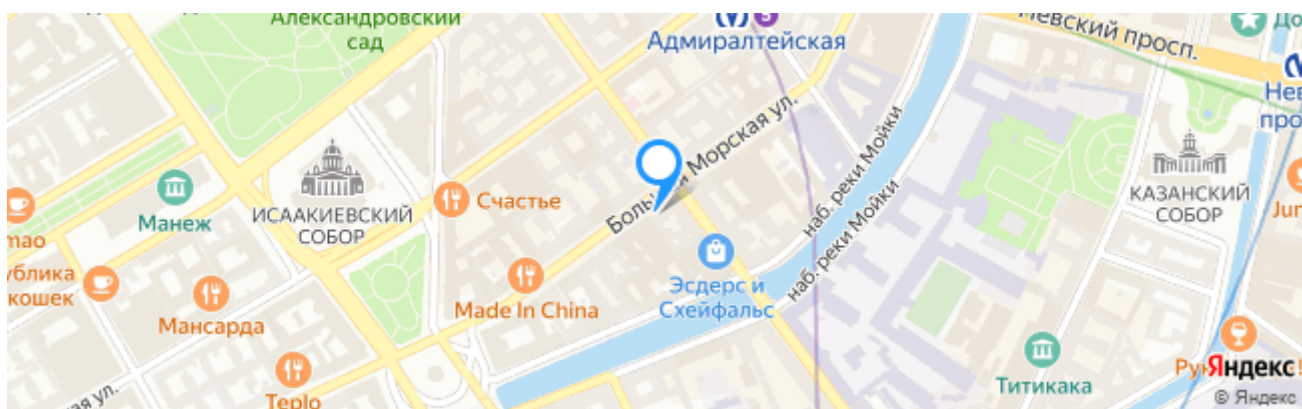 Александровский
сад
Адмиралтейская
Невский просп.
Большая Морская ул.
наб. реки Мойки
наб. реки Мойки
Манеж
ИСААКИЕВСКИЙ
СОБОР
Счастье
КАЗАНСКИЙ
СОБОР
Made In China
Эсдерс и
Схейфальс
Мансарда
Teplo
Титикака
кошек
Яндекс
© Яндекс